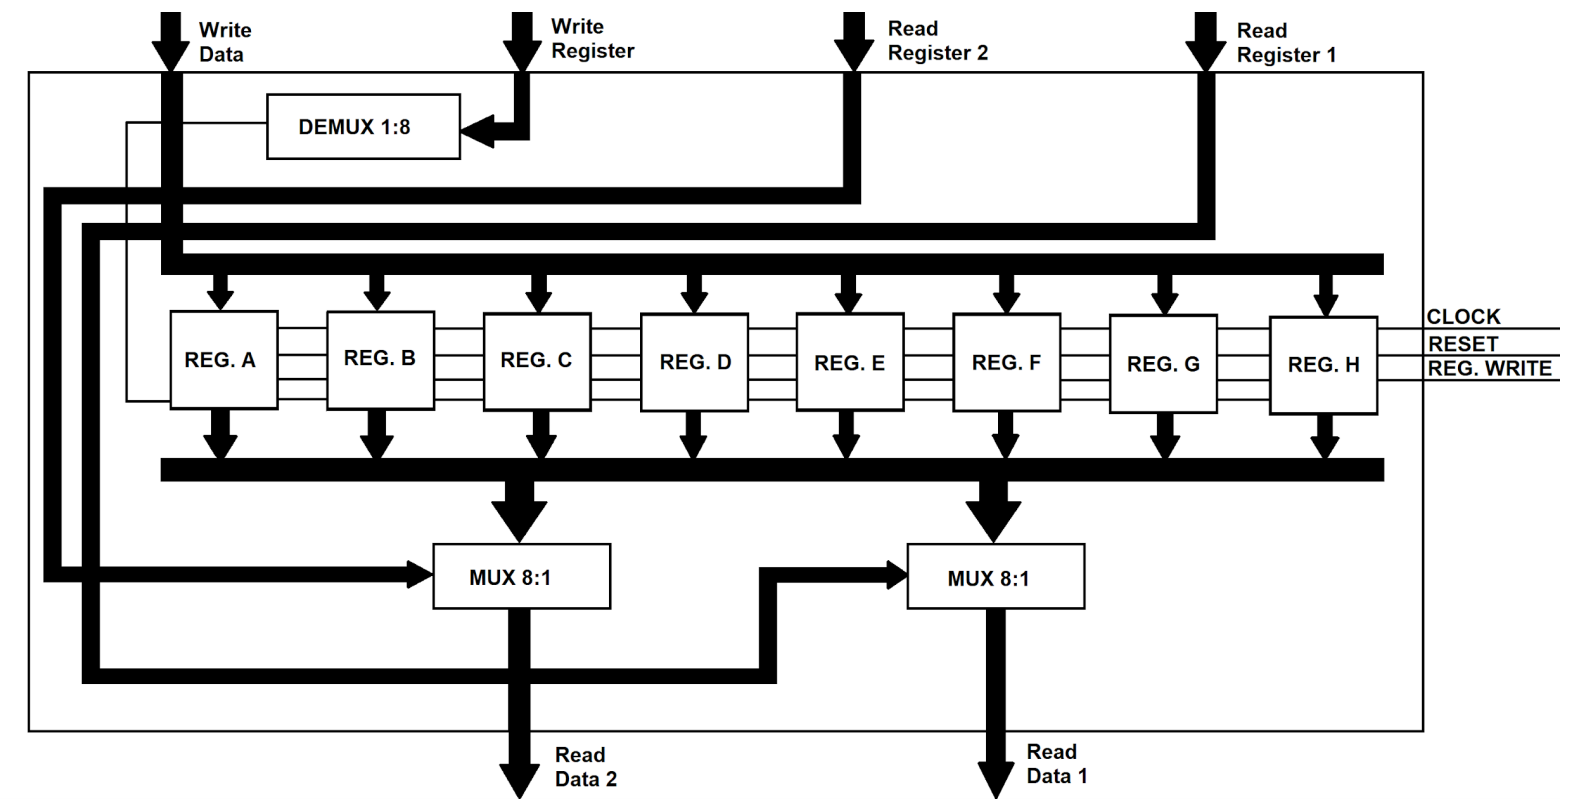 Write
Data
Write
Register
Read
Register 2
Read
Register 1
DEMUX 1:8
CLOCK
RESET
REG. WRITE
REG. A
REG. B
REG. C
REG. D
REG. E
REG. F
REG. G
REG. H
MUX 8:1
MUX 8:1
Read
Data 2
Read
Data 1